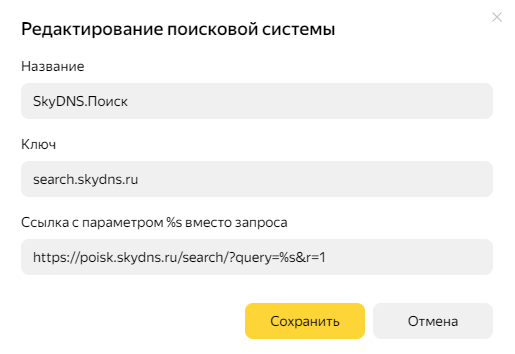 Редактирование поисковой системы
Название
SkyDNS.Поиск
Ключ
search.skydns.ru
Ссылка с параметром %s вместо запроса
https://poisk.skydns.ru/search/?query=%s&r=1
Сохранить
Отмена